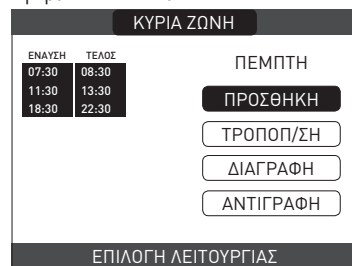 ΚΥΡΙΑ ΖΩΝΗ
ΕΝΑΥΣΗ ΤΕΛΟΣ
07:30 08:30
11:30 13:30
18:30 22:30
ΠΕΜΠΤΗ
ΠΡΟΣΘΗΚΗ
ΤΡΟΠΟΠ/ΣΗ
ΔΙΑΓΡΑΦΗ
ΑΝΤΙΓΡΑΦΗ
ΕΠΙΛΟΓΗ ΛΕΙΤΟΥΡΓΙΑΣ